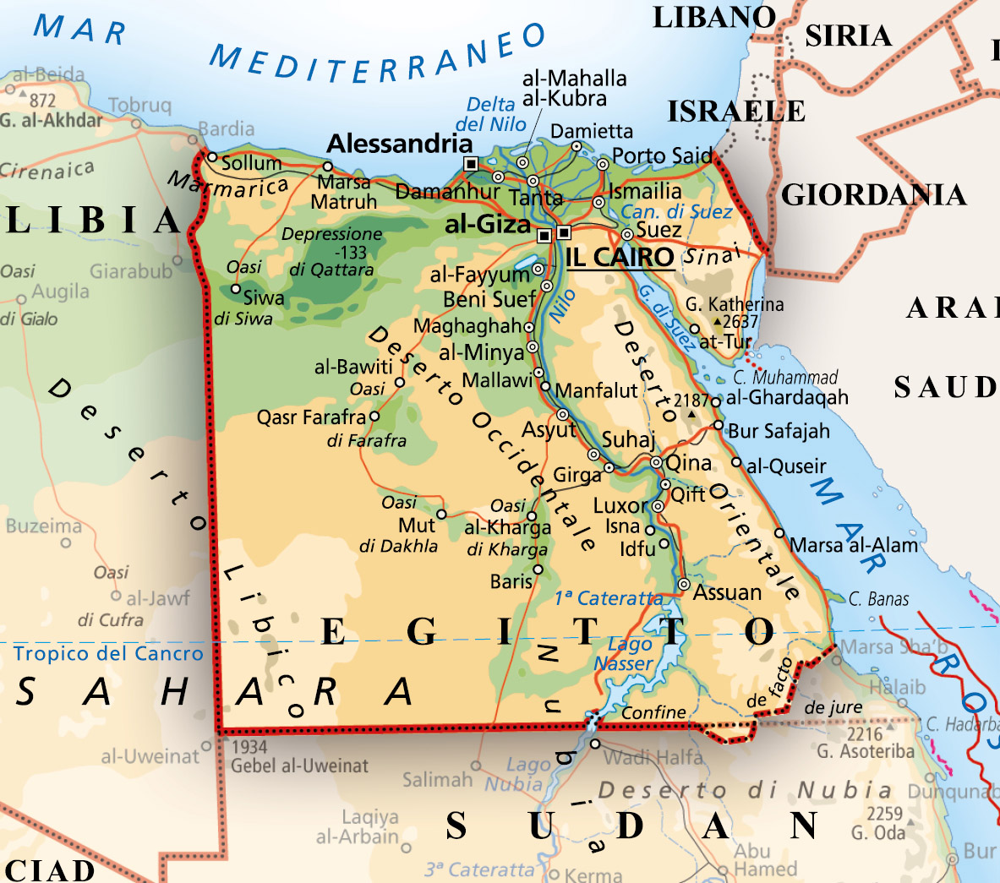 MAR MEDITERRANEO
LIBANO
SIRIA
ISRAELE
GIORDANIA
al-Beida
872
G. al-Akhdar
Tobruq
Bardia
Cirenaica
LIBIA
Sollum
Marmarica
Marsa
Matruh
Alessandria
Delta
del Nilo
al-Mahalla
al-Kubra
Damietta
Porto Said
Damanhur
Tanta
Ismailia
Can. di Suez
al-Giza
Suez
IL CAIRO
Sinai
Depressione
-133
di Qattara
Oasi
Siwa
di Siwa
Giarabub
Oasi
Augila
di Gialo
al-Fayyum
Beni Suef
Nilo
G. di Suez
G. Katherina
2637
at-Tur
Maghaghah
al-Minya
Mallawi
Manfalut
al-Bawiti
Oasi
Qasr Farafra
di Farafra
Deserto Occidentale
Deserto Orientale
2187
C. Muhammad
al-Ghardaqah
Bur Safajah
ARAI
SAUD
Asyut
Suhaj
Girga
Qina
al-Quseir
Qift
Luxor
Isna
Idfu
Oasi
Mut
di Dakhla
Oasi
al-Kharga
di Kharga
Baris
Marsa al-Alam
MAR ROS
Deserto Libico
Buzeima
Oasi
al-Jawf
di Cufra
1ª Cateratta
Assuan
C. Banas
EGITTO
Tropico del Cancro
Lago
Nasser
Nubia
SAHARA
Marsa Sha'b
Halaib
Confine
de facto
de jure
C. Hadarba
2216
G. Asoteriba
al-Uweinat
1934
Gebel al-Uweinat
Salimah
Lago
Nubia
Wadi Halfa
Deserto di Nubia
Dunqunab
2259
G. Oda
SUDAN
Laqiya
al-Arbain
CIAD
3ª Cateratta
Kerma
Abu
Hamed
Bur